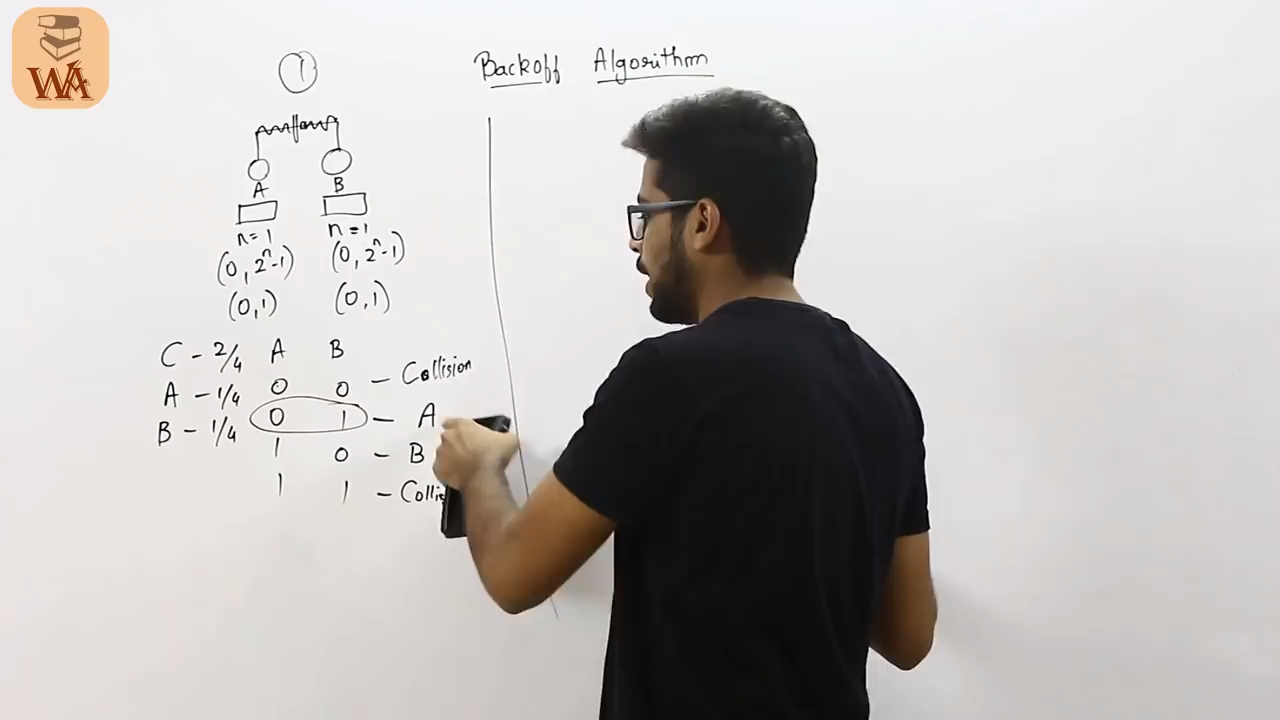 WA
Backoff Algorithm
1
A B
n=1 n=1
(0, 2ⁿ-1) (0, 2ⁿ-1)
(0,1) (0,1)
C - 2/4 A B
A - 1/4 0 0 - Collision
B - 1/4 0 1 - A
1 0 - B
1 1 -